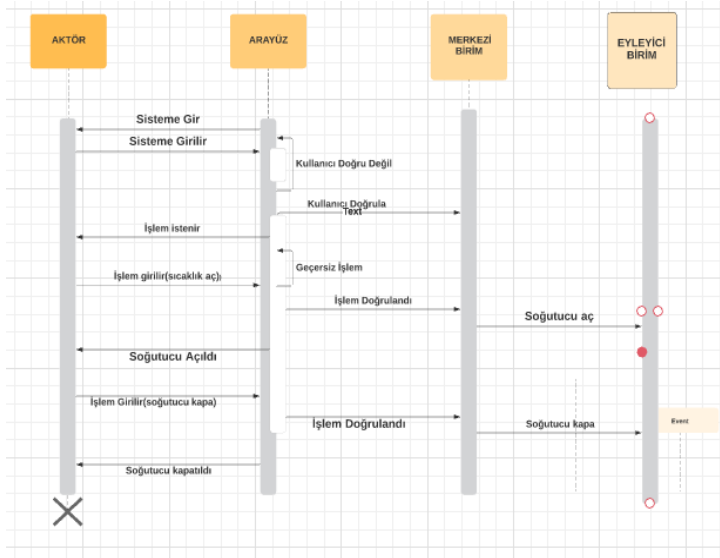 AKTÖR
ARAYÜZ
MERKEZİ
BİRİM
EYLEYİCİ
BİRİM
Sisteme Gir
Sisteme Girilir
Kullanıcı Doğru Değil
Kullanıcı Doğrula
Text
İşlem istenir
Geçersiz İşlem
İşlem girilir(sıcaklık aç)
İşlem Doğrulandı
Soğutucu aç
Soğutucu Açıldı
İşlem Girilir(soğutucu kapa)
İşlem Doğrulandı
Soğutucu kapa
Event
Soğutucu kapatıldı